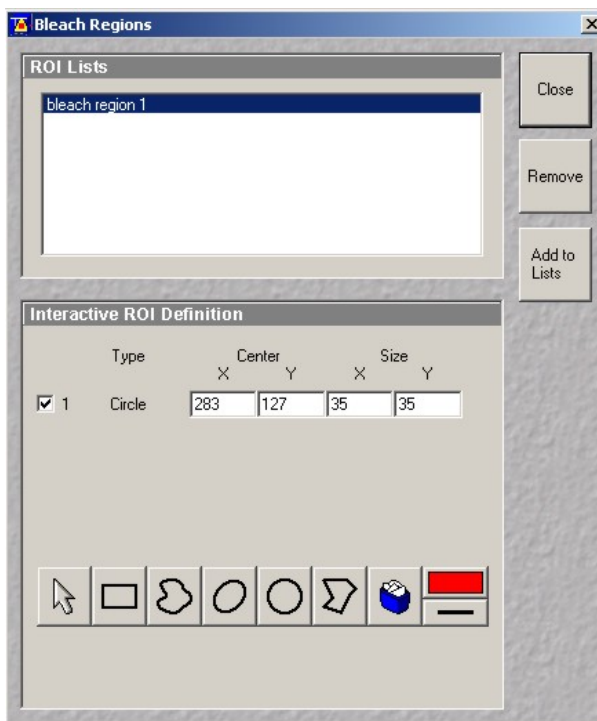 Bleach Regions
ROI Lists
bleach region 1
Close
Remove
Add to
Lists
Interactive ROI Definition
Type Center Size
X Y X Y
1 Circle 283 127 35 35